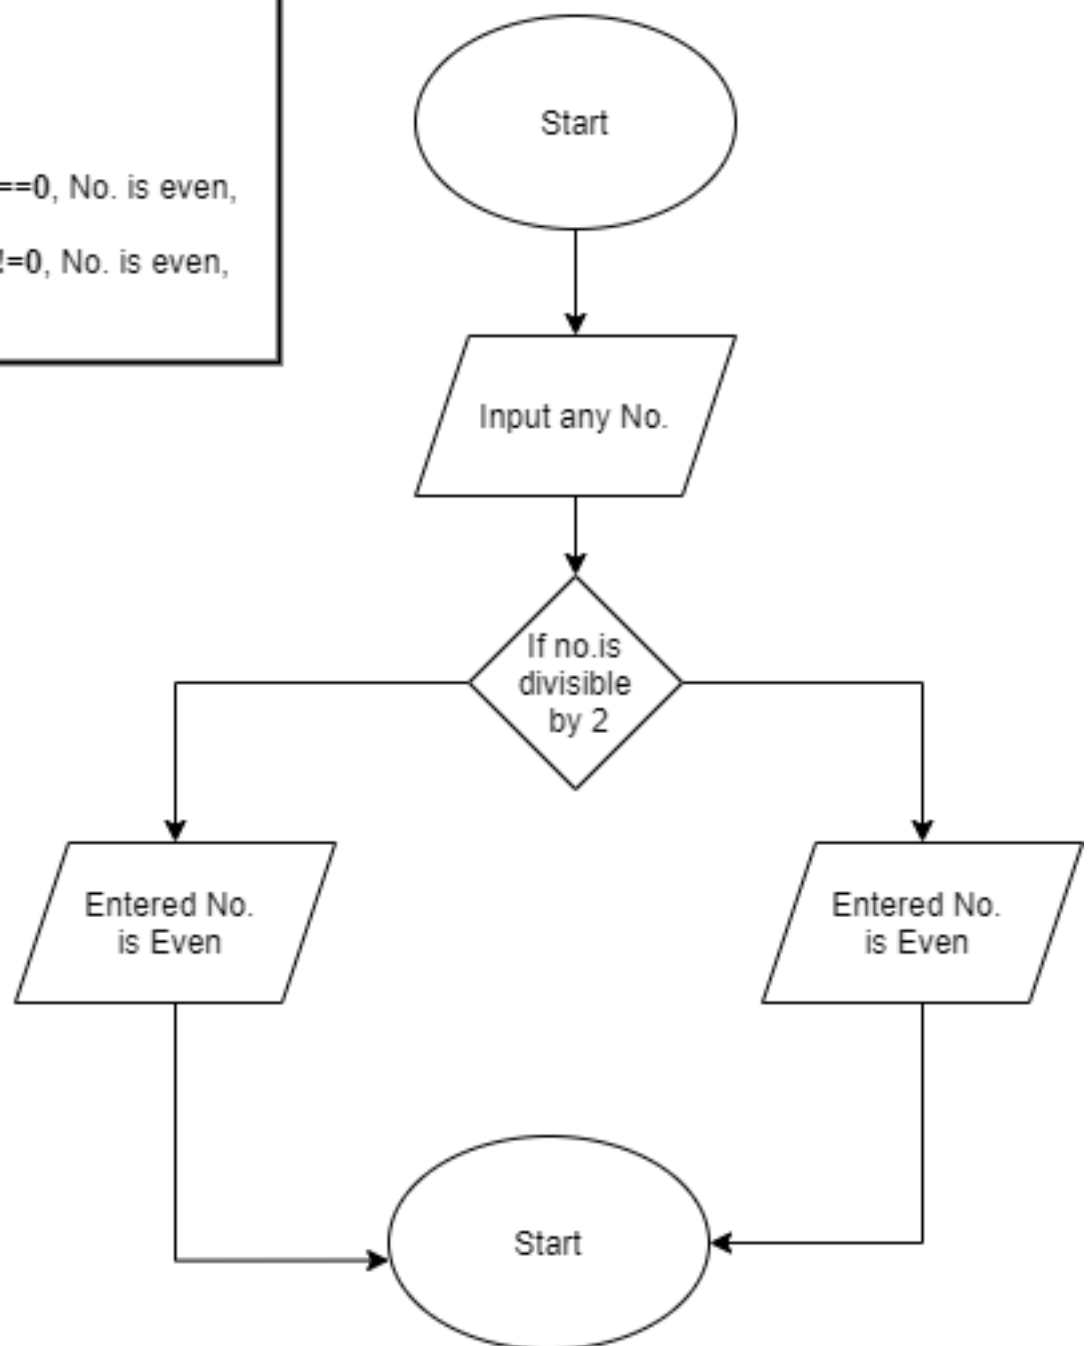 Start
==0, No. is even,
!=0, No. is even,
Input any No.
If no.is
divisible
by 2
Entered No.
is Even
Entered No.
is Even
Start